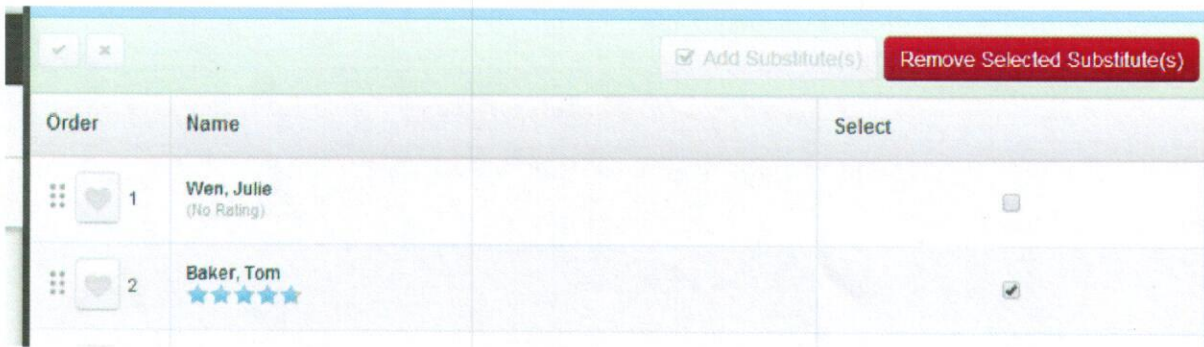 Add Substitute(s)
Remove Selected Substitute(s)
Order Name Select
1 Wen, Julie
(No Rating)
2 Baker, Tom